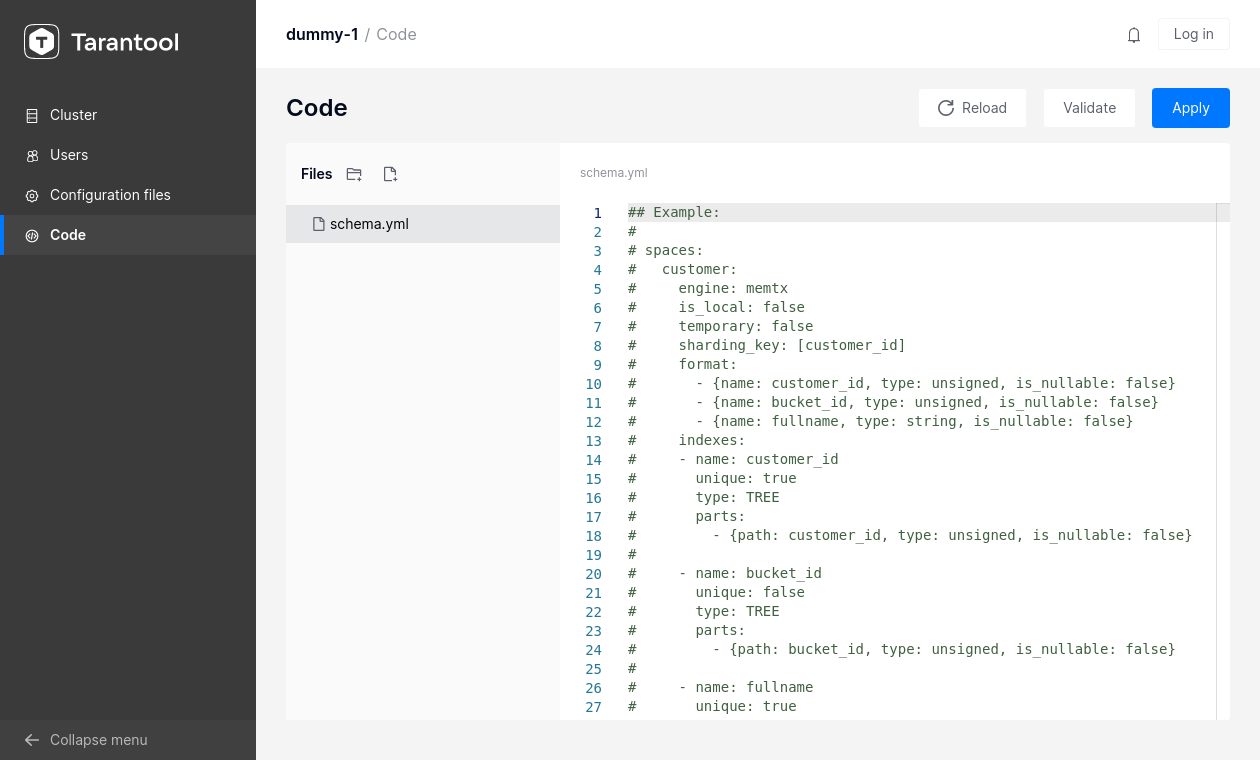 Tarantool
dummy-1 / Code
Log in
Cluster
Users
Configuration files
Code
Collapse menu
Code
Reload
Validate
Apply
Files
schema.yml
schema.yml
1 ## Example:
2 #
3 # spaces:
4 #   customer:
5 #     engine: memtx
6 #     is_local: false
7 #     temporary: false
8 #     sharding_key: [customer_id]
9 #     format:
10 #       - {name: customer_id, type: unsigned, is_nullable: false}
11 #       - {name: bucket_id, type: unsigned, is_nullable: false}
12 #       - {name: fullname, type: string, is_nullable: false}
13 #     indexes:
14 #     - name: customer_id
15 #       unique: true
16 #       type: TREE
17 #       parts:
18 #         - {path: customer_id, type: unsigned, is_nullable: false}
19 #
20 #     - name: bucket_id
21 #       unique: false
22 #       type: TREE
23 #       parts:
24 #         - {path: bucket_id, type: unsigned, is_nullable: false}
25 #
26 #     - name: fullname
27 #       unique: true